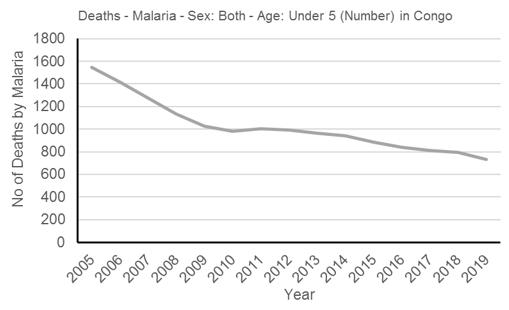 Deaths - Malaria - Sex: Both - Age: Under 5 (Number) in Congo
1800
1600
1400
1200
1000
800
600
400
200
0
No of Deaths by Malaria
2005 2006 2007 2008 2009 2010 2011 2012 2013 2014 2015 2016 2017 2018 2019
Year